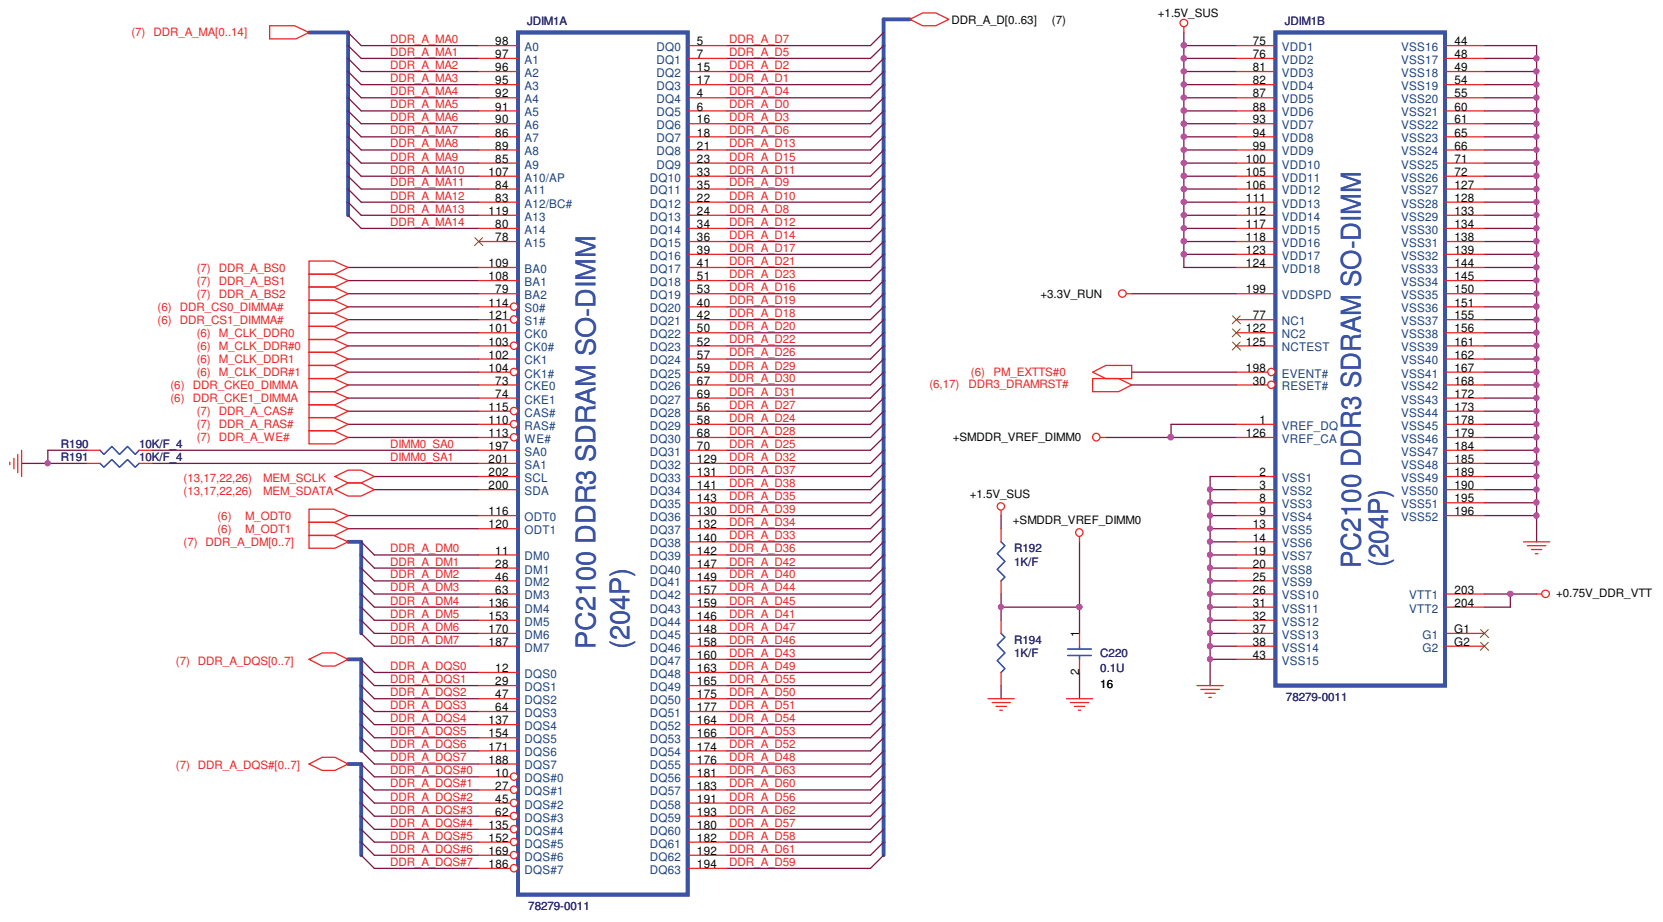 JDIM1A
(7) DDR_A_MA[0..14]
DDR_A_MA0 98 A0
DDR_A_MA1 97 A1
DDR_A_MA2 96 A2
DDR_A_MA3 95 A3
DDR_A_MA4 92 A4
DDR_A_MA5 91 A5
DDR_A_MA6 90 A6
DDR_A_MA7 86 A7
DDR_A_MA8 89 A8
DDR_A_MA9 85 A9
DDR_A_MA10 107 A10/AP
DDR_A_MA11 84 A11
DDR_A_MA12 83 A12/BC#
DDR_A_MA13 119 A13
DDR_A_MA14 80 A14
78 A15
(7) DDR_A_BS0 109 BA0
(7) DDR_A_BS1 108 BA1
(7) DDR_A_BS2 79 BA2
(6) DDR_CS0_DIMMA# 114 S0#
(6) DDR_CS1_DIMMA# 121 S1#
(6) M_CLK_DDR0 101 CK0
(6) M_CLK_DDR#0 103 CK0#
(6) M_CLK_DDR1 102 CK1
(6) M_CLK_DDR#1 104 CK1#
(6) DDR_CKE0_DIMMA 73 CKE0
(6) DDR_CKE1_DIMMA 74 CKE1
(7) DDR_A_CAS# 115 CAS#
(7) DDR_A_RAS# 110 RAS#
(7) DDR_A_WE# 113 WE#
R190 10K/F_4 DIMM0_SA0 197 SA0
R191 10K/F_4 DIMM0_SA1 201 SA1
(13,17,22,26) MEM_SCLK 202 SCL
(13,17,22,26) MEM_SDATA 200 SDA
(6) M_ODT0 116 ODT0
(6) M_ODT1 120 ODT1
(7) DDR_A_DM[0..7]
DDR_A_DM0 11 DM0
DDR_A_DM1 28 DM1
DDR_A_DM2 46 DM2
DDR_A_DM3 63 DM3
DDR_A_DM4 136 DM4
DDR_A_DM5 153 DM5
DDR_A_DM6 170 DM6
DDR_A_DM7 187 DM7
(7) DDR_A_DQS[0..7]
DDR_A_DQS0 12 DQS0
DDR_A_DQS1 29 DQS1
DDR_A_DQS2 47 DQS2
DDR_A_DQS3 64 DQS3
DDR_A_DQS4 137 DQS4
DDR_A_DQS5 154 DQS5
DDR_A_DQS6 171 DQS6
DDR_A_DQS7 188 DQS7
(7) DDR_A_DQS#[0..7]
DDR_A_DQS#0 10 DQS#0
DDR_A_DQS#1 27 DQS#1
DDR_A_DQS#2 45 DQS#2
DDR_A_DQS#3 62 DQS#3
DDR_A_DQS#4 135 DQS#4
DDR_A_DQS#5 152 DQS#5
DDR_A_DQS#6 169 DQS#6
DDR_A_DQS#7 186 DQS#7
PC2100 DDR3 SDRAM SO-DIMM
(204P)
DDR_A_D[0..63] (7)
DQ0 5 DDR_A_D7
DQ1 7 DDR_A_D5
DQ2 15 DDR_A_D2
DQ3 17 DDR_A_D1
DQ4 4 DDR_A_D4
DQ5 6 DDR_A_D0
DQ6 16 DDR_A_D3
DQ7 18 DDR_A_D6
DQ8 21 DDR_A_D13
DQ9 23 DDR_A_D15
DQ10 33 DDR_A_D11
DQ11 35 DDR_A_D9
DQ12 22 DDR_A_D10
DQ13 24 DDR_A_D8
DQ14 34 DDR_A_D12
DQ15 36 DDR_A_D14
DQ16 39 DDR_A_D17
DQ17 41 DDR_A_D21
DQ18 51 DDR_A_D23
DQ19 53 DDR_A_D16
DQ20 40 DDR_A_D19
DQ21 42 DDR_A_D18
DQ22 50 DDR_A_D20
DQ23 52 DDR_A_D22
DQ24 57 DDR_A_D26
DQ25 59 DDR_A_D29
DQ26 67 DDR_A_D30
DQ27 69 DDR_A_D31
DQ28 56 DDR_A_D27
DQ29 58 DDR_A_D24
DQ30 68 DDR_A_D28
DQ31 70 DDR_A_D25
DQ32 129 DDR_A_D32
DQ33 131 DDR_A_D37
DQ34 141 DDR_A_D38
DQ35 143 DDR_A_D35
DQ36 130 DDR_A_D39
DQ37 132 DDR_A_D34
DQ38 140 DDR_A_D33
DQ39 142 DDR_A_D36
DQ40 147 DDR_A_D42
DQ41 149 DDR_A_D40
DQ42 157 DDR_A_D44
DQ43 159 DDR_A_D45
DQ44 146 DDR_A_D41
DQ45 148 DDR_A_D47
DQ46 158 DDR_A_D46
DQ47 160 DDR_A_D43
DQ48 163 DDR_A_D49
DQ49 165 DDR_A_D55
DQ50 175 DDR_A_D50
DQ51 177 DDR_A_D51
DQ52 164 DDR_A_D54
DQ53 166 DDR_A_D53
DQ54 174 DDR_A_D52
DQ55 176 DDR_A_D48
DQ56 181 DDR_A_D63
DQ57 183 DDR_A_D60
DQ58 191 DDR_A_D56
DQ59 193 DDR_A_D62
DQ60 180 DDR_A_D57
DQ61 182 DDR_A_D58
DQ62 192 DDR_A_D61
DQ63 194 DDR_A_D59
78279-0011
+1.5V_SUS
JDIM1B
75 VDD1
76 VDD2
81 VDD3
82 VDD4
87 VDD5
88 VDD6
93 VDD7
94 VDD8
99 VDD9
100 VDD10
105 VDD11
106 VDD12
111 VDD13
112 VDD14
117 VDD15
118 VDD16
123 VDD17
124 VDD18
+3.3V_RUN 199 VDDSPD
77 NC1
122 NC2
125 NCTEST
(6) PM_EXTTS#0 198 EVENT#
(6,17) DDR3_DRAMRST# 30 RESET#
1 VREF_DQ
+SMDDR_VREF_DIMM0 126 VREF_CA
2 VSS1
3 VSS2
8 VSS3
9 VSS4
13 VSS5
14 VSS6
19 VSS7
20 VSS8
25 VSS9
26 VSS10
31 VSS11
32 VSS12
37 VSS13
38 VSS14
43 VSS15
PC2100 DDR3 SDRAM SO-DIMM
(204P)
VSS16 44
VSS17 48
VSS18 49
VSS19 54
VSS20 55
VSS21 60
VSS22 61
VSS23 65
VSS24 66
VSS25 71
VSS26 72
VSS27 127
VSS28 128
VSS29 133
VSS30 134
VSS31 138
VSS32 139
VSS33 144
VSS34 145
VSS35 150
VSS36 151
VSS37 155
VSS38 156
VSS39 161
VSS40 162
VSS41 167
VSS42 168
VSS43 172
VSS44 173
VSS45 178
VSS46 179
VSS47 184
VSS48 185
VSS49 189
VSS50 190
VSS51 195
VSS52 196
VTT1 203 +0.75V_DDR_VTT
VTT2 204
G1 G1
G2 G2
78279-0011
+1.5V_SUS
+SMDDR_VREF_DIMM0
R192
1K/F
R194
1K/F
1
2
C220
0.1U
16